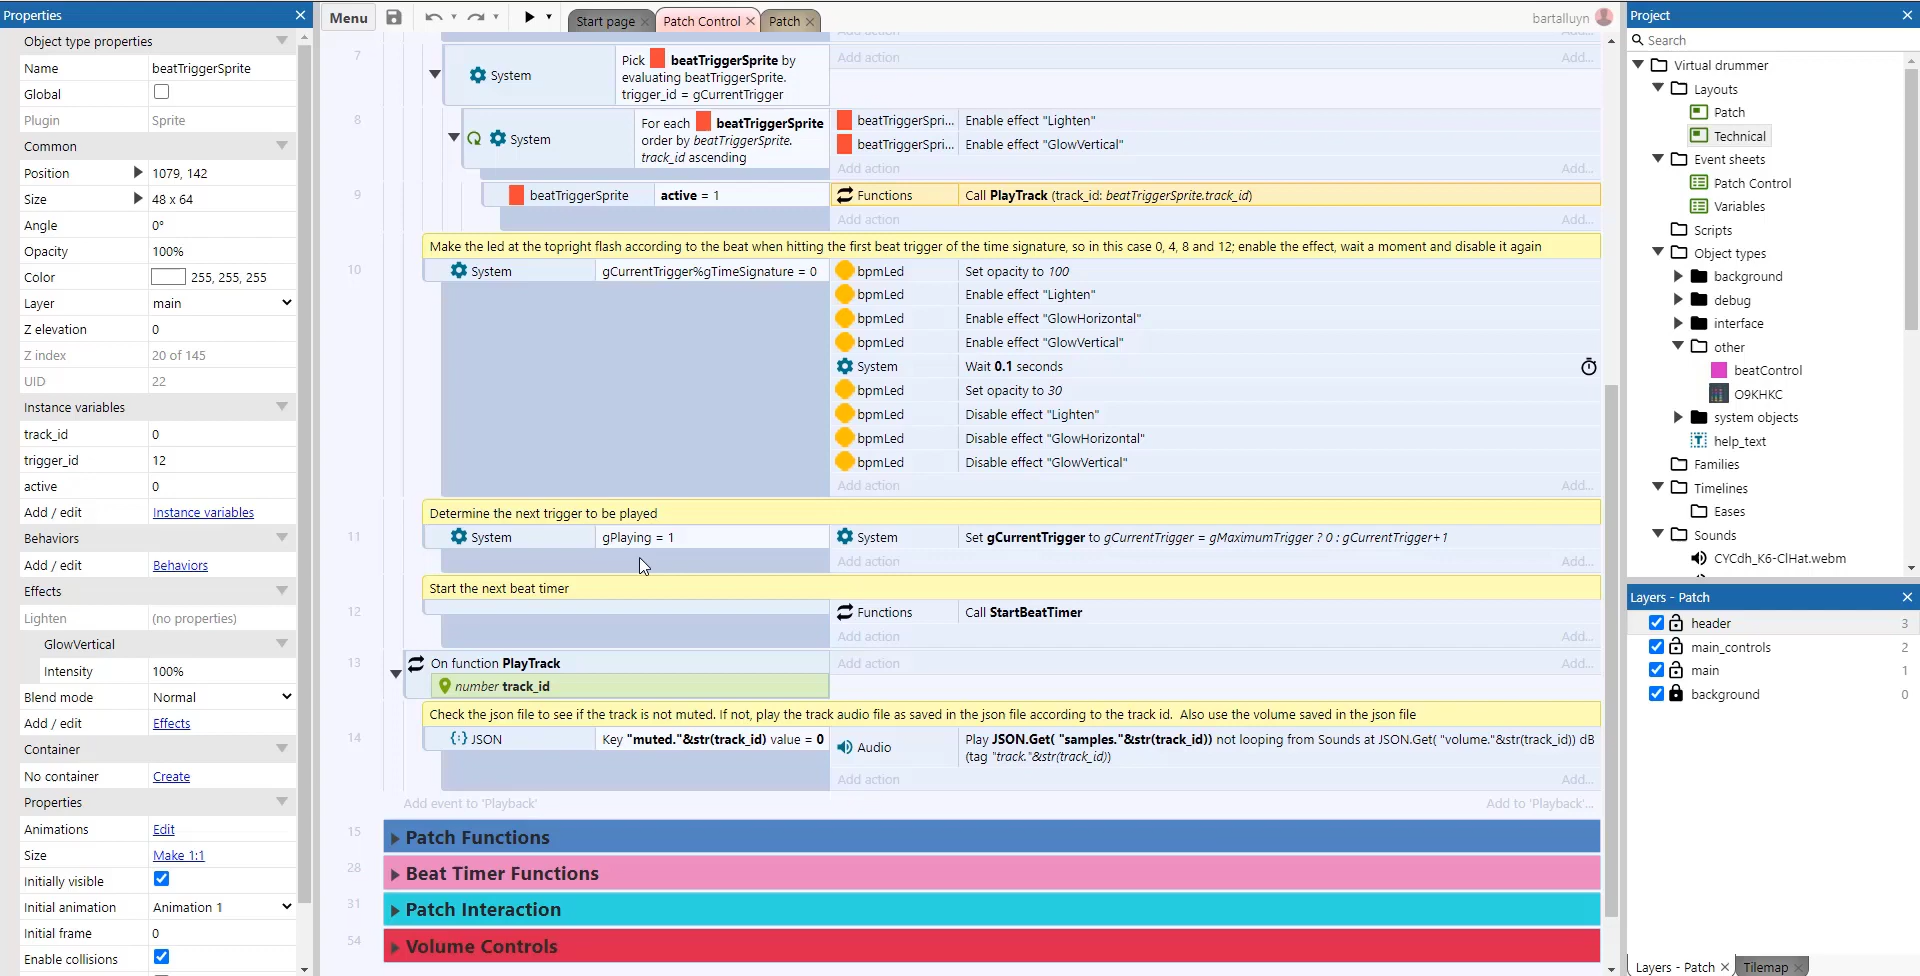 Properties
Object type properties
Name beatTriggerSprite
Global
Plugin Sprite
Common
Position 1079, 142
Size 48 x 64
Angle 0°
Opacity 100%
Color 255, 255, 255
Layer main
Z elevation 0
Z index 20 of 145
UID 22
Instance variables
track_id 0
trigger_id 12
active 0
Add / edit Instance variables
Behaviors
Add / edit Behaviors
Effects
Lighten (no properties)
GlowVertical
Intensity 100%
Blend mode Normal
Add / edit Effects
Container
No container Create
Properties
Animations Edit
Size Make 1:1
Initially visible
Initial animation Animation 1
Initial frame 0
Enable collisions
Menu
Start page
Patch Control
Patch
bartalluyn
7
System
Pick beatTriggerSprite by
evaluating beatTriggerSprite.
trigger_id = gCurrentTrigger
Add action Add...
8
System
For each beatTriggerSprite
order by beatTriggerSprite.
track_id ascending
beatTriggerSpri... Enable effect "Lighten"
beatTriggerSpri... Enable effect "GlowVertical"
Add action Add...
9
beatTriggerSprite active = 1
Functions Call PlayTrack (track_id: beatTriggerSprite.track_id)
Add action Add...
Make the led at the topright flash according to the beat when hitting the first beat trigger of the time signature, so in this case 0, 4, 8 and 12; enable the effect, wait a moment and disable it again
10
System gCurrentTrigger%gTimeSignature = 0
bpmLed Set opacity to 100
bpmLed Enable effect "Lighten"
bpmLed Enable effect "GlowHorizontal"
bpmLed Enable effect "GlowVertical"
System Wait 0.1 seconds
bpmLed Set opacity to 30
bpmLed Disable effect "Lighten"
bpmLed Disable effect "GlowHorizontal"
bpmLed Disable effect "GlowVertical"
Add action Add...
Determine the next trigger to be played
11
System gPlaying = 1
System Set gCurrentTrigger to gCurrentTrigger = gMaximumTrigger ? 0 : gCurrentTrigger+1
Add action Add...
Start the next beat timer
12
Functions Call StartBeatTimer
Add action Add...
13
On function PlayTrack
number track_id
Add action Add...
Check the json file to see if the track is not muted. If not, play the track audio file as saved in the json file according to the track id. Also use the volume saved in the json file
14
JSON Key "muted."&str(track_id) value = 0
Audio
Play JSON.Get( "samples."&str(track_id)) not looping from Sounds at JSON.Get( "volume."&str(track_id)) dB
(tag "track."&str(track_id))
Add action Add...
Add event to 'Playback' Add to 'Playback'...
15 Patch Functions
28 Beat Timer Functions
31 Patch Interaction
54 Volume Controls
Project
Search
Virtual drummer
Layouts
Patch
Technical
Event sheets
Patch Control
Variables
Scripts
Object types
background
debug
interface
other
beatControl
O9KHKC
system objects
help_text
Families
Timelines
Eases
Sounds
CYCdh_K6-ClHat.webm
Layers - Patch
header 3
main_controls 2
main 1
background 0
Layers - Patch
Tilemap